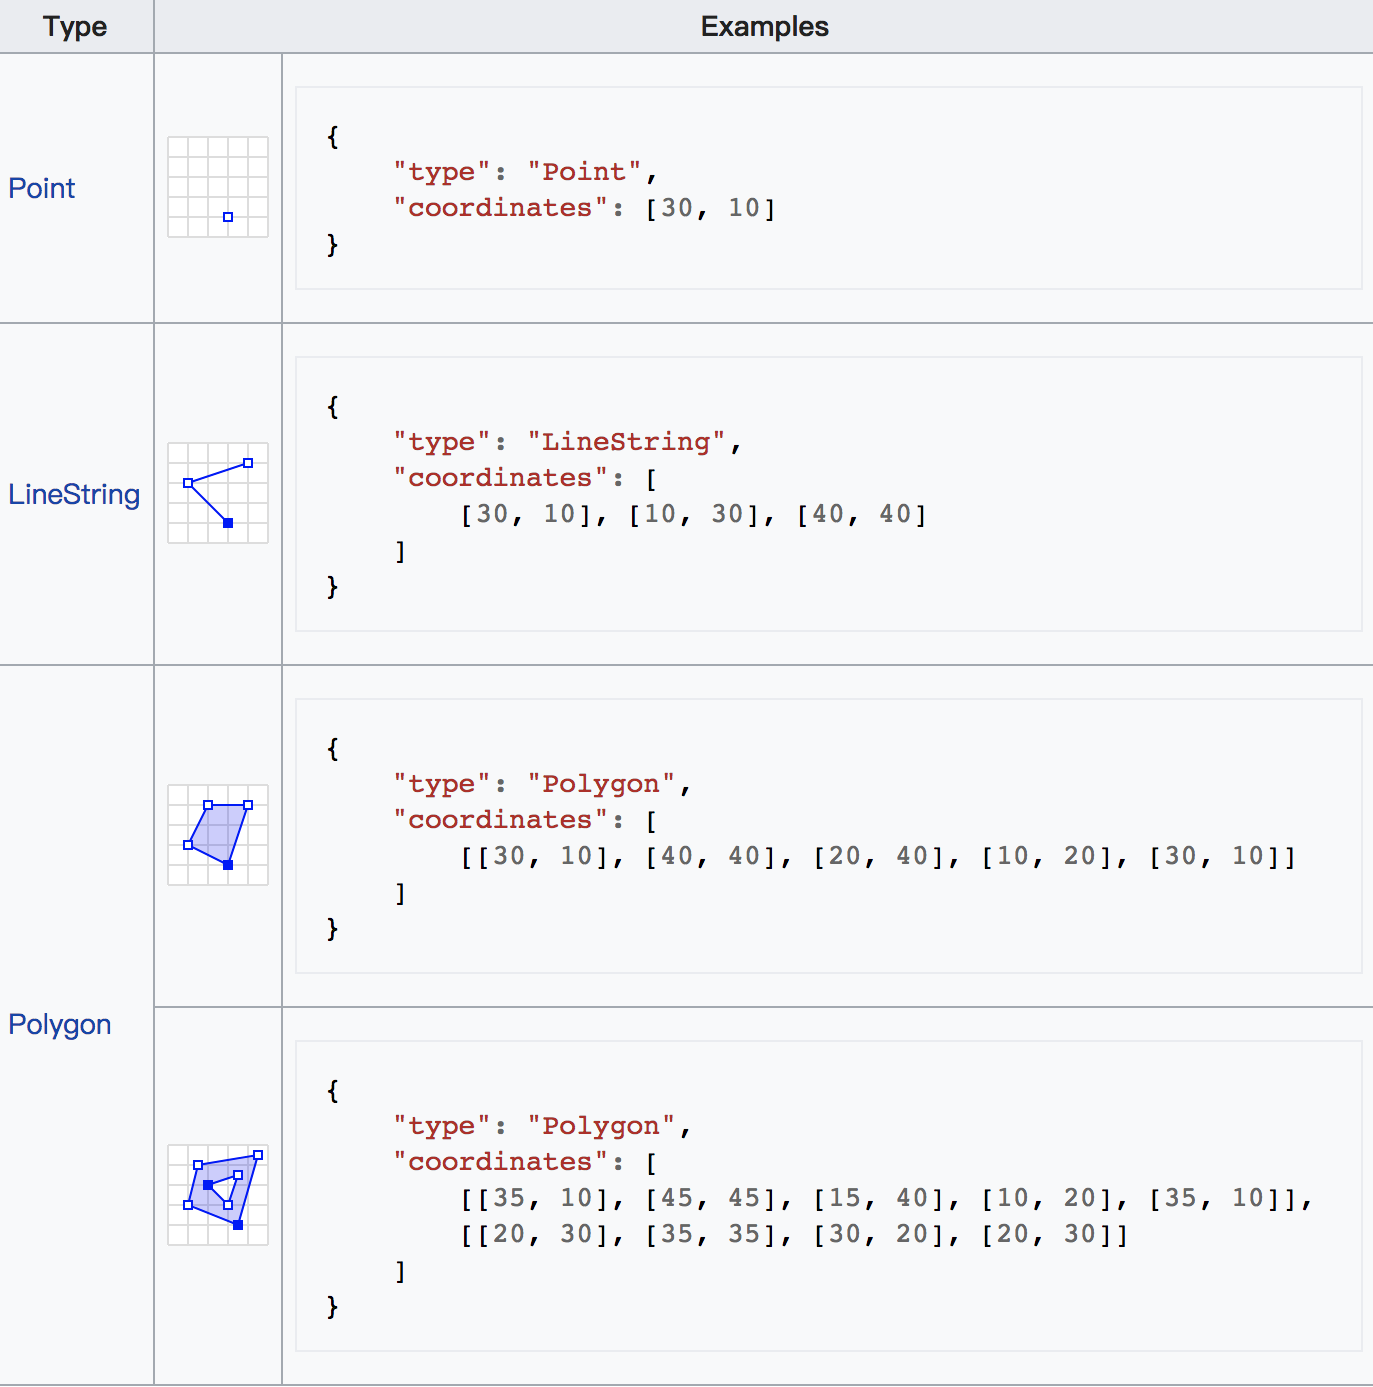 Type Examples
Point
{
"type": "Point",
"coordinates": [30, 10]
}
LineString
{
"type": "LineString",
"coordinates": [
[30, 10], [10, 30], [40, 40]
]
}
Polygon
{
"type": "Polygon",
"coordinates": [
[[30, 10], [40, 40], [20, 40], [10, 20], [30, 10]]
]
}
{
"type": "Polygon",
"coordinates": [
[[35, 10], [45, 45], [15, 40], [10, 20], [35, 10]],
[[20, 30], [35, 35], [30, 20], [20, 30]]
]
}